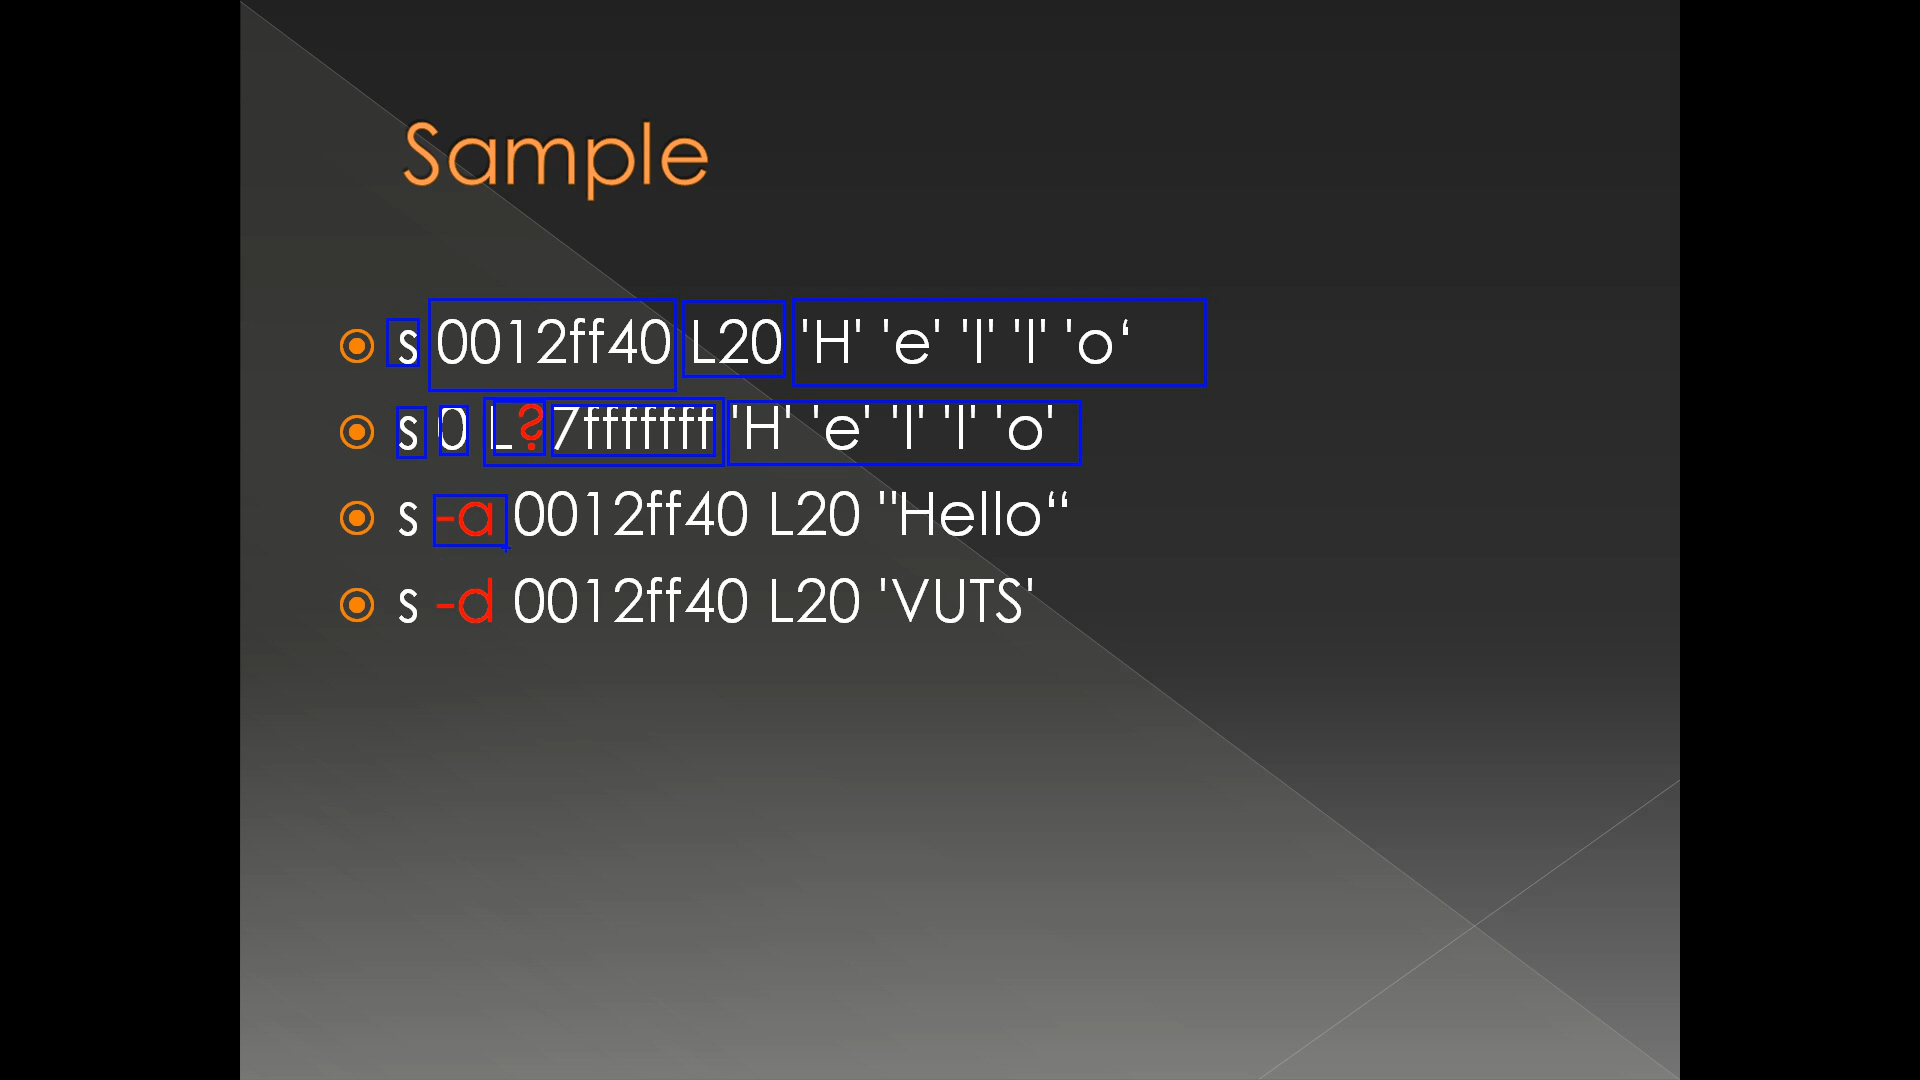 Sample
s 0012ff40 L20 'H' 'e' 'l' 'l' 'o‘
s 0 L?7fffffff 'H' 'e' 'l' 'l' 'o'
s -a 0012ff40 L20 "Hello“
s -d 0012ff40 L20 'VUTS'